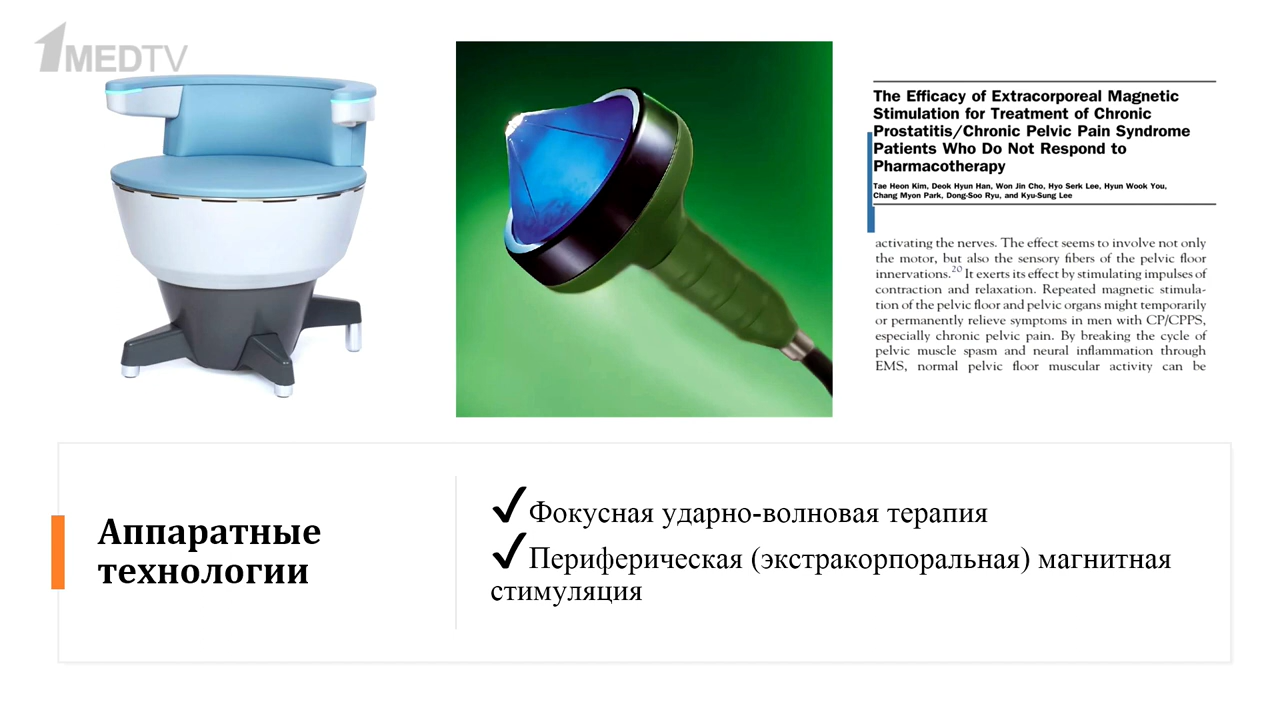 1MEDTV
The Efficacy of Extracorporeal Magnetic
Stimulation for Treatment of Chronic
Prostatitis/Chronic Pelvic Pain Syndrome
Patients Who Do Not Respond to
Pharmacotherapy
Tae Heon Kim, Deok Hyun Han, Won Jin Cho, Hyo Serk Lee, Hyun Wook You,
Chang Myon Park, Dong-Soo Ryu, and Kyu-Sung Lee
activating the nerves. The effect seems to involve not only
the motor, but also the sensory fibers of the pelvic floor
innervations.20 It exerts its effect by stimulating impulses of
contraction and relaxation. Repeated magnetic stimula-
tion of the pelvic floor and pelvic organs might temporarily
or permanently relieve symptoms in men with CP/CPPS,
especially chronic pelvic pain. By breaking the cycle of
pelvic muscle spasm and neural inflammation through
EMS, normal pelvic floor muscular activity can be
Аппаратные
технологии
✓Фокусная ударно-волновая терапия
✓Периферическая (экстракорпоральная) магнитная
стимуляция